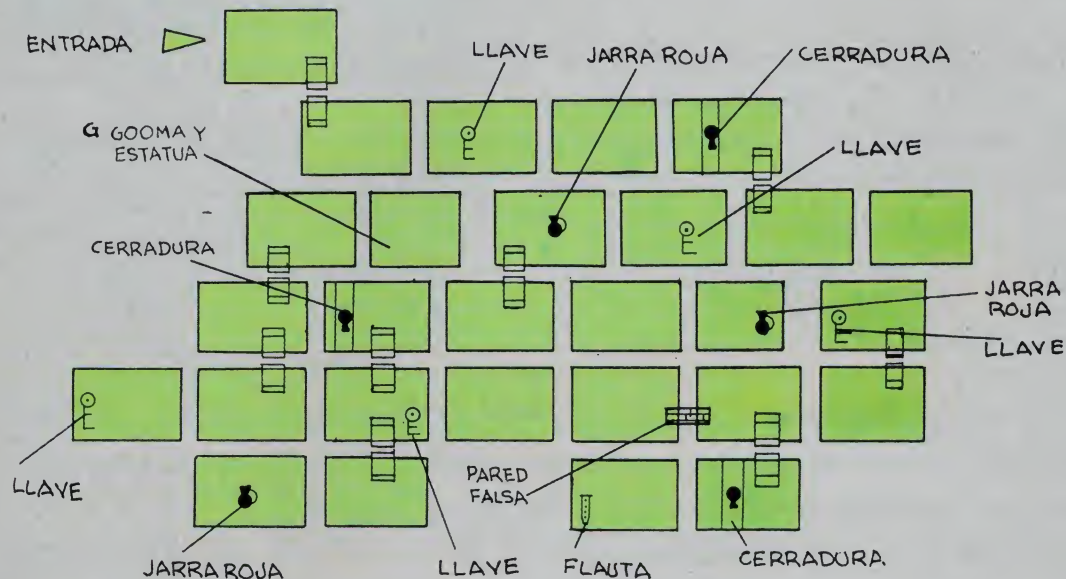 ENTRADA
LLAVE
JARRA ROJA
CERRADURA
G GOOMA Y
ESTATUA
LLAVE
CERRADURA
JARRA
ROJA
LLAVE
LLAVE
PARED
FALSA
JARRA ROJA
LLAVE
FLAUTA
CERRADURA.